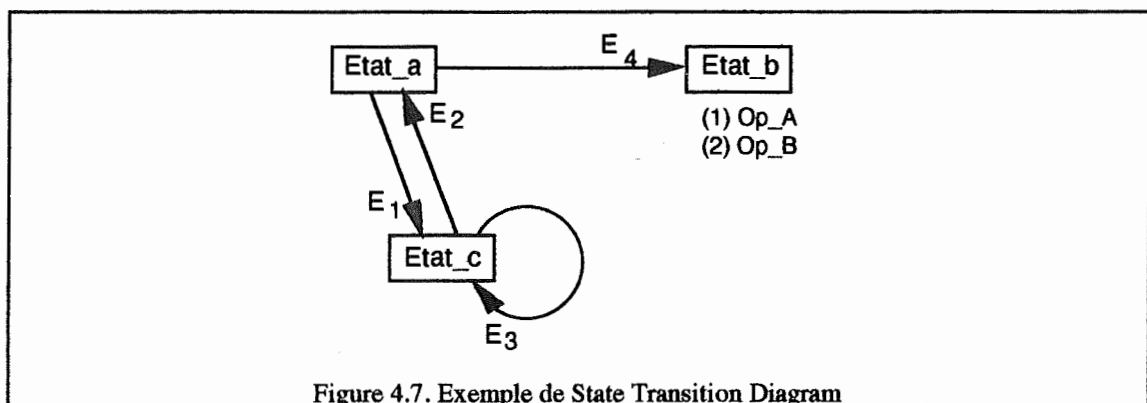 E4
Etat_a
Etat_b
(1) Op_A
(2) Op_B
E2
E1
Etat_c
E3
Figure 4.7. Exemple de State Transition Diagram